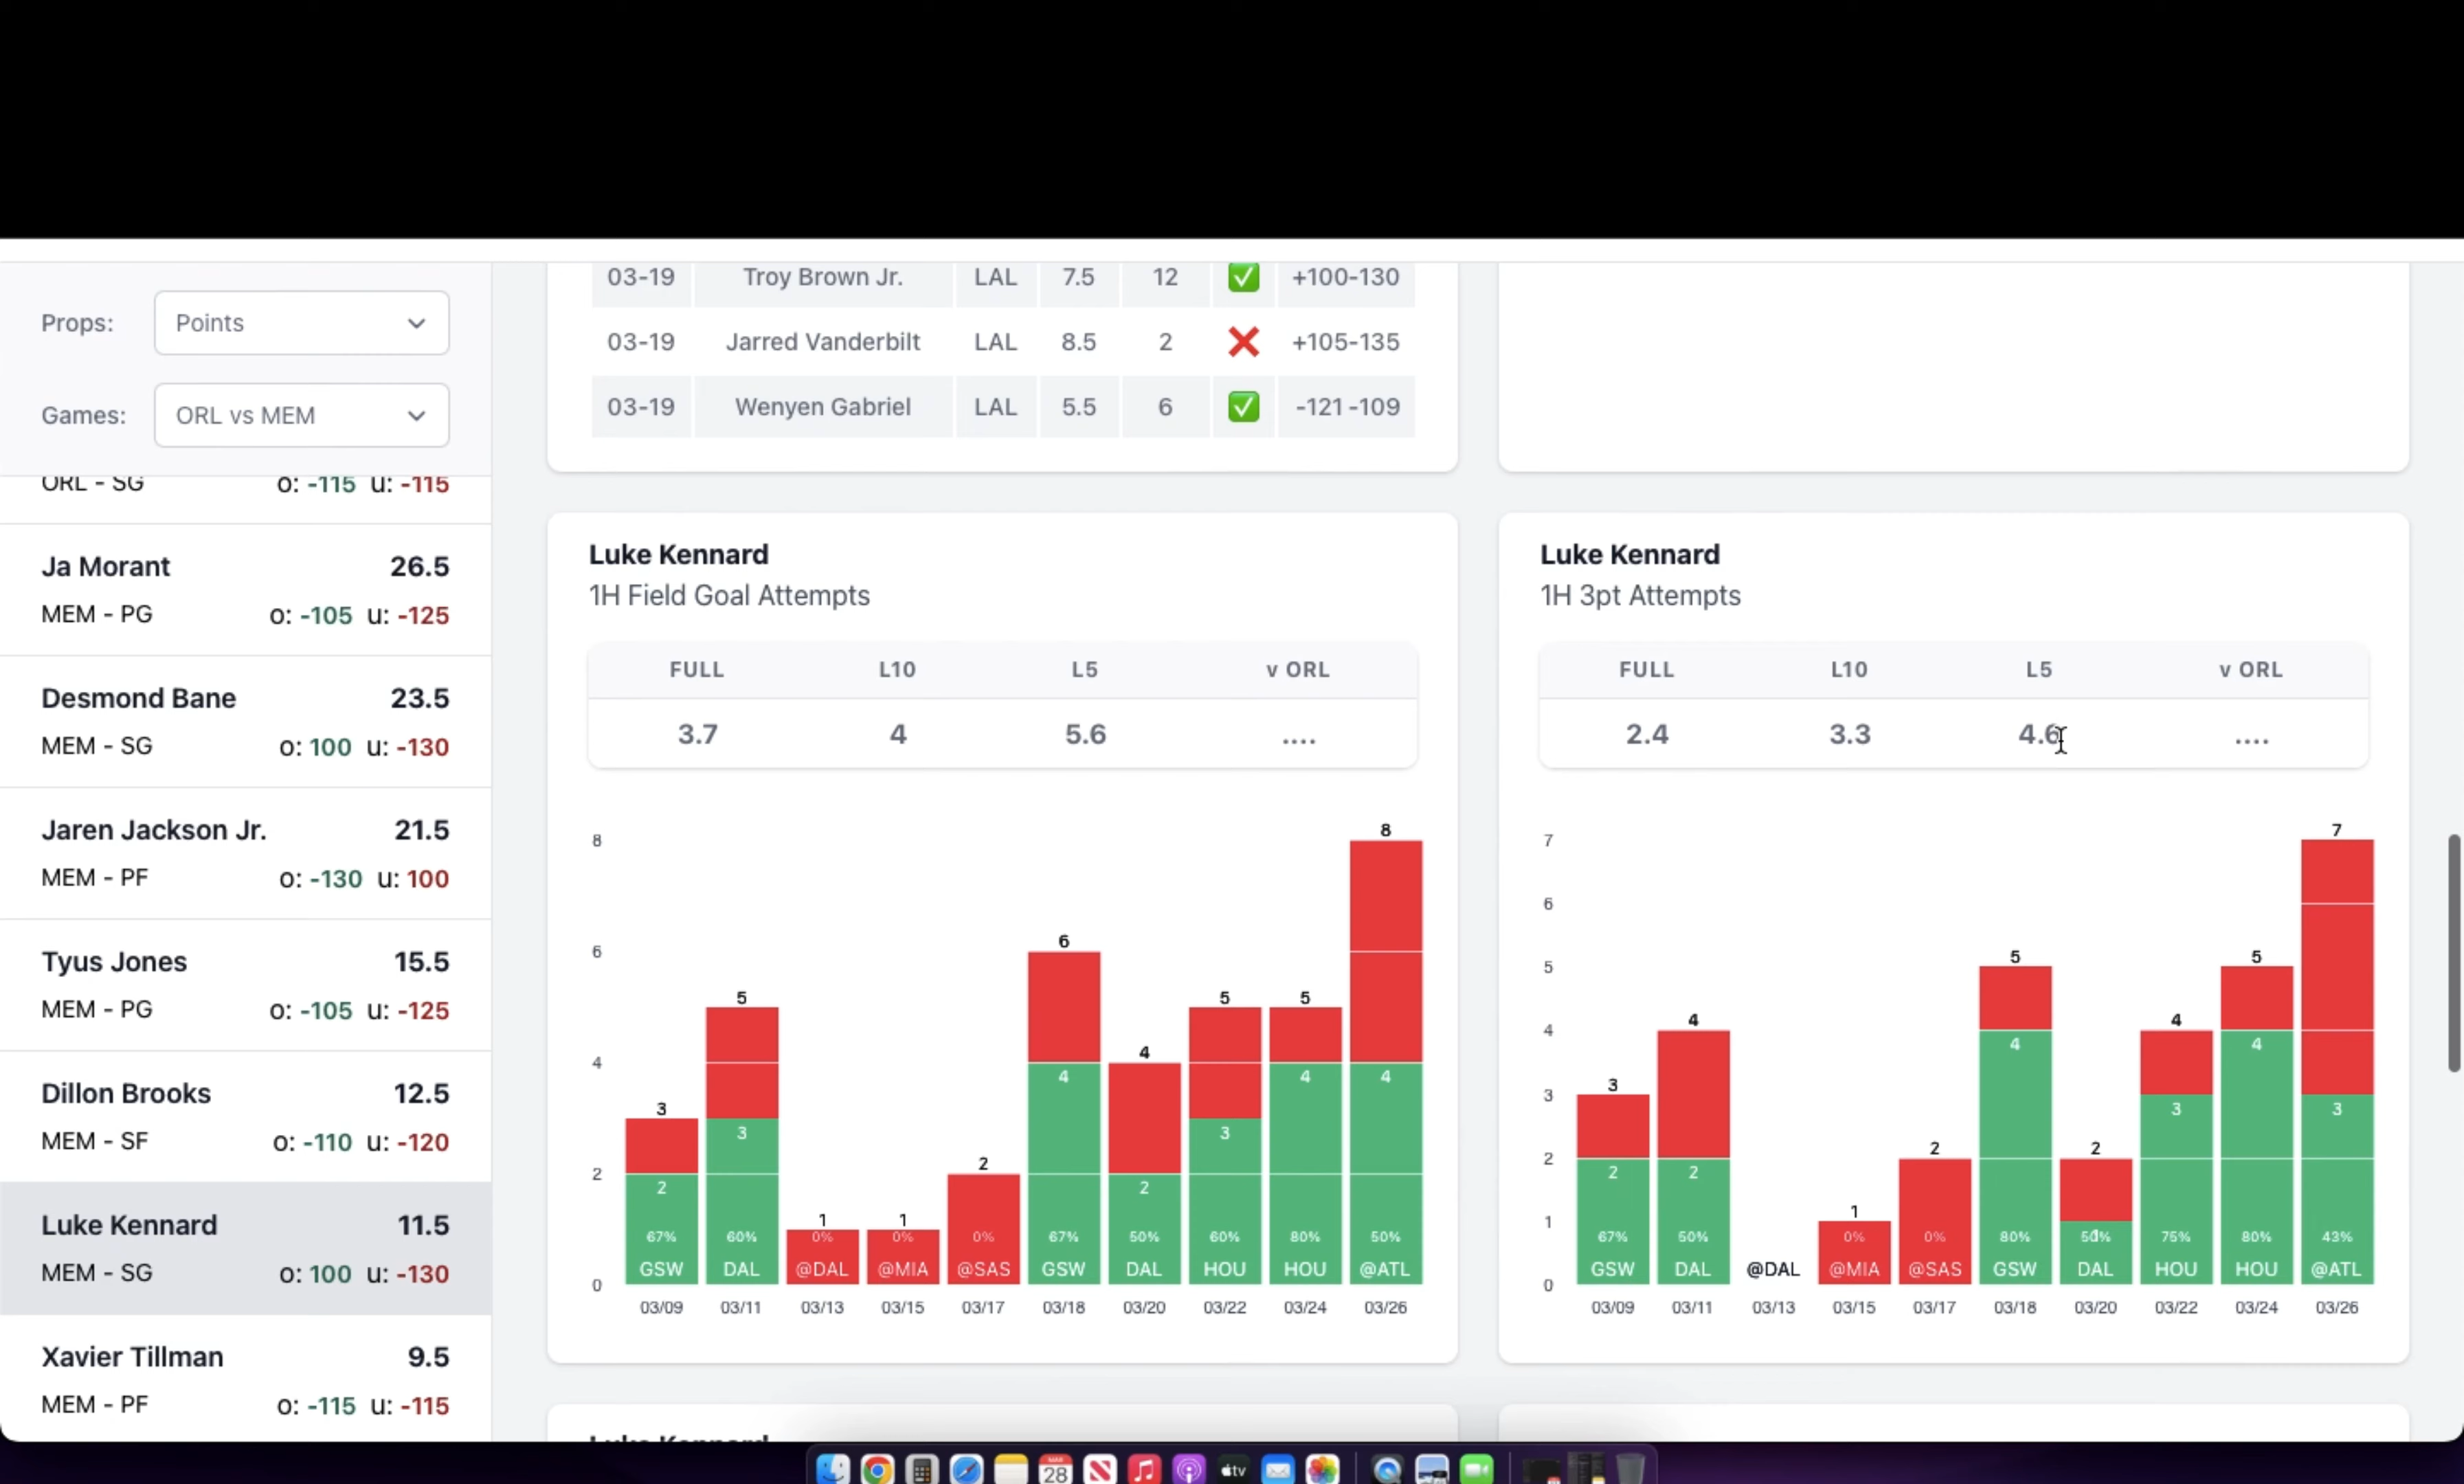 03-19 Troy Brown Jr. LAL 7.5 12 +100-130
03-19 Jarred Vanderbilt LAL 8.5 2 +105-135
03-19 Wenyen Gabriel LAL 5.5 6 -121 -109
Props: Points
Games: ORL vs MEM
ORL - SG o: -115 u: -115
Ja Morant 26.5
MEM - PG o: -105 u: -125
Desmond Bane 23.5
MEM - SG o: 100 u: -130
Jaren Jackson Jr. 21.5
MEM - PF o: -130 u: 100
Tyus Jones 15.5
MEM - PG o: -105 u: -125
Dillon Brooks 12.5
MEM - SF o: -110 u: -120
Luke Kennard 11.5
MEM - SG o: 100 u: -130
Xavier Tillman 9.5
MEM - PF o: -115 u: -115
Luke Kennard
1H Field Goal Attempts
FULL L10 L5 v ORL
3.7 4 5.6 ....
8 8
6 6
5 5 5
4 4 4 4 4
3 3 3
2 2 2 2
1 1
67% 60% 0% 0% 0% 67% 50% 60% 80% 50%
GSW DAL @DAL @MIA @SAS GSW DAL HOU HOU @ATL
0
03/09 03/11 03/13 03/15 03/17 03/18 03/20 03/22 03/24 03/26
Luke Kennard
1H 3pt Attempts
FULL L10 L5 v ORL
2.4 3.3 4.6 ....
7 7
6
5 5 5
4 4 4 4 4
3 3 3 3
2 2 2 2 2
1 1
67% 50% 0% 0% 80% 50% 75% 80% 43%
GSW DAL @DAL @MIA @SAS GSW DAL HOU HOU @ATL
0
03/09 03/11 03/13 03/15 03/17 03/18 03/20 03/22 03/24 03/26
Luke Kennard
28
tv